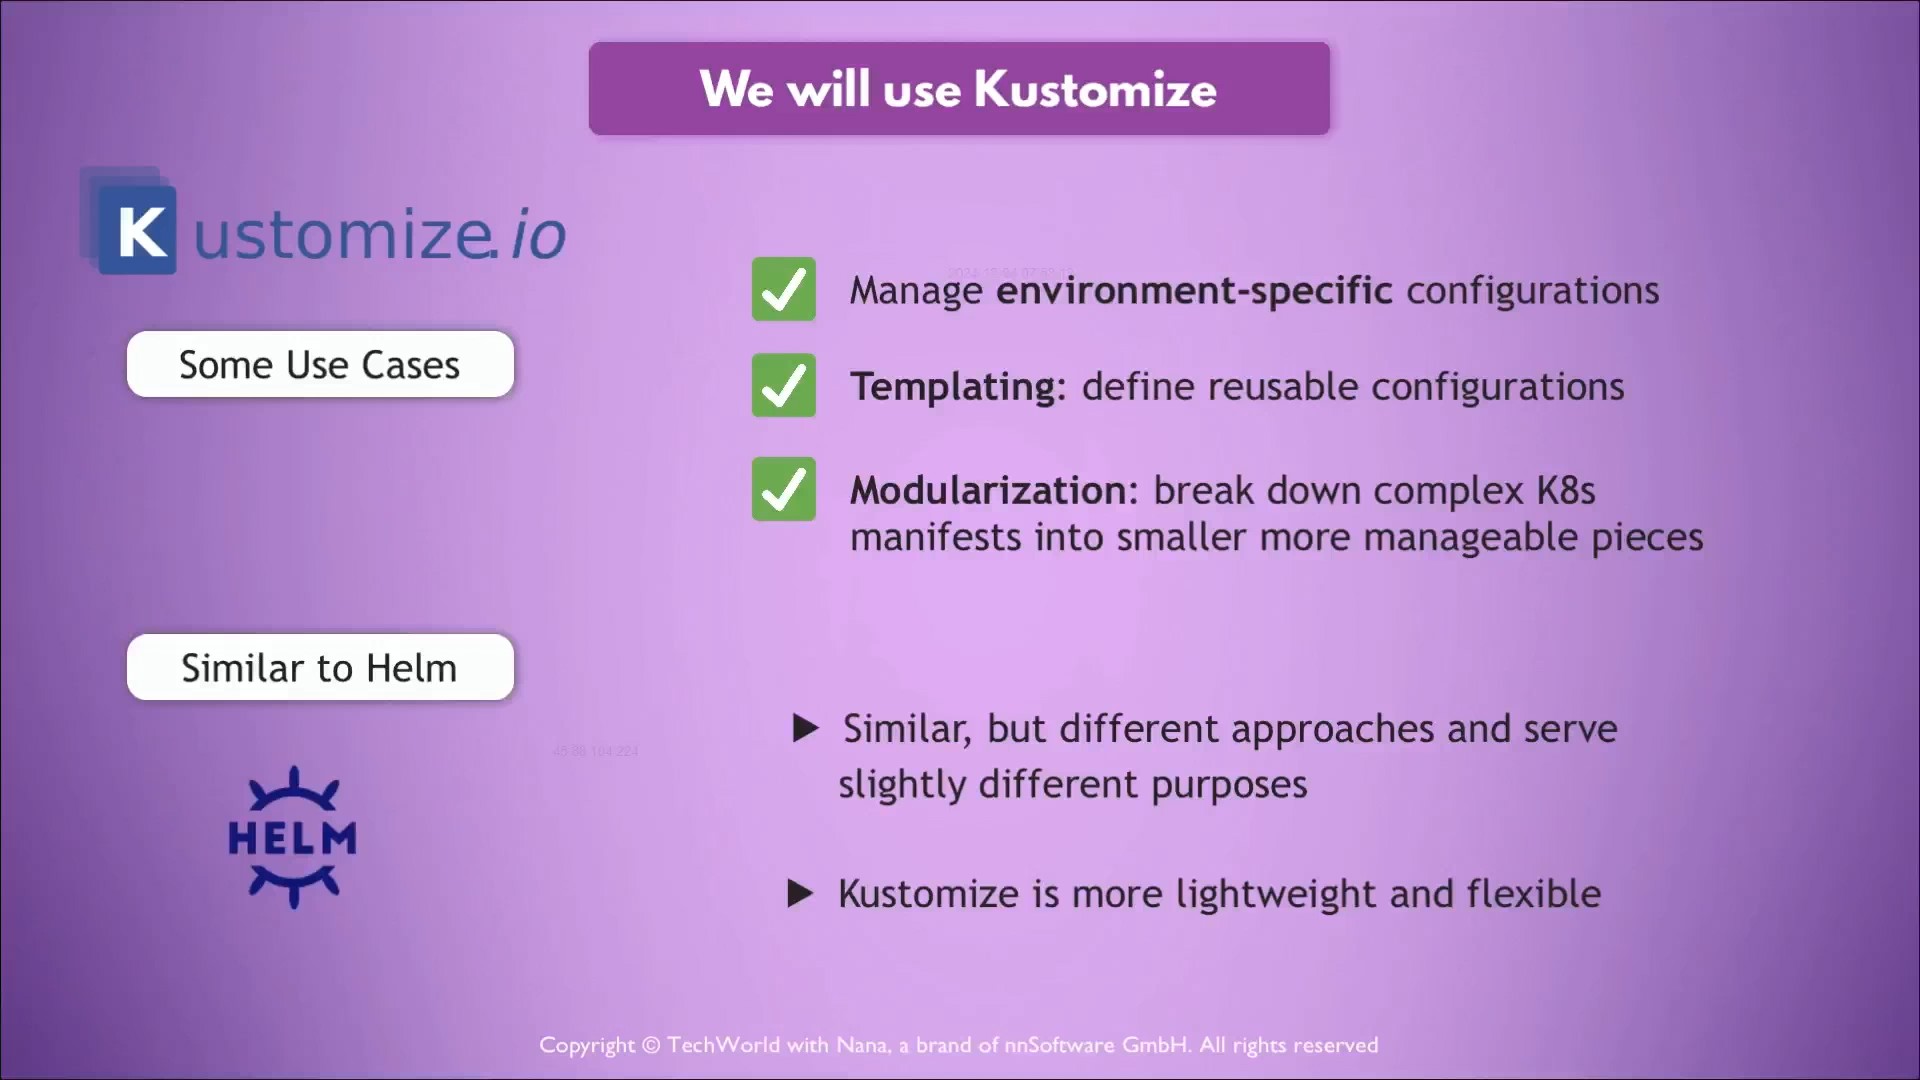 We will use Kustomize
Kustomize.io
Some Use Cases
Manage environment-specific configurations
Templating: define reusable configurations
Modularization: break down complex K8s
manifests into smaller more manageable pieces
Similar to Helm
HELM
Similar, but different approaches and serve
slightly different purposes
Kustomize is more lightweight and flexible
Copyright © TechWorld with Nana, a brand of nnSoftware GmbH. All rights reserved